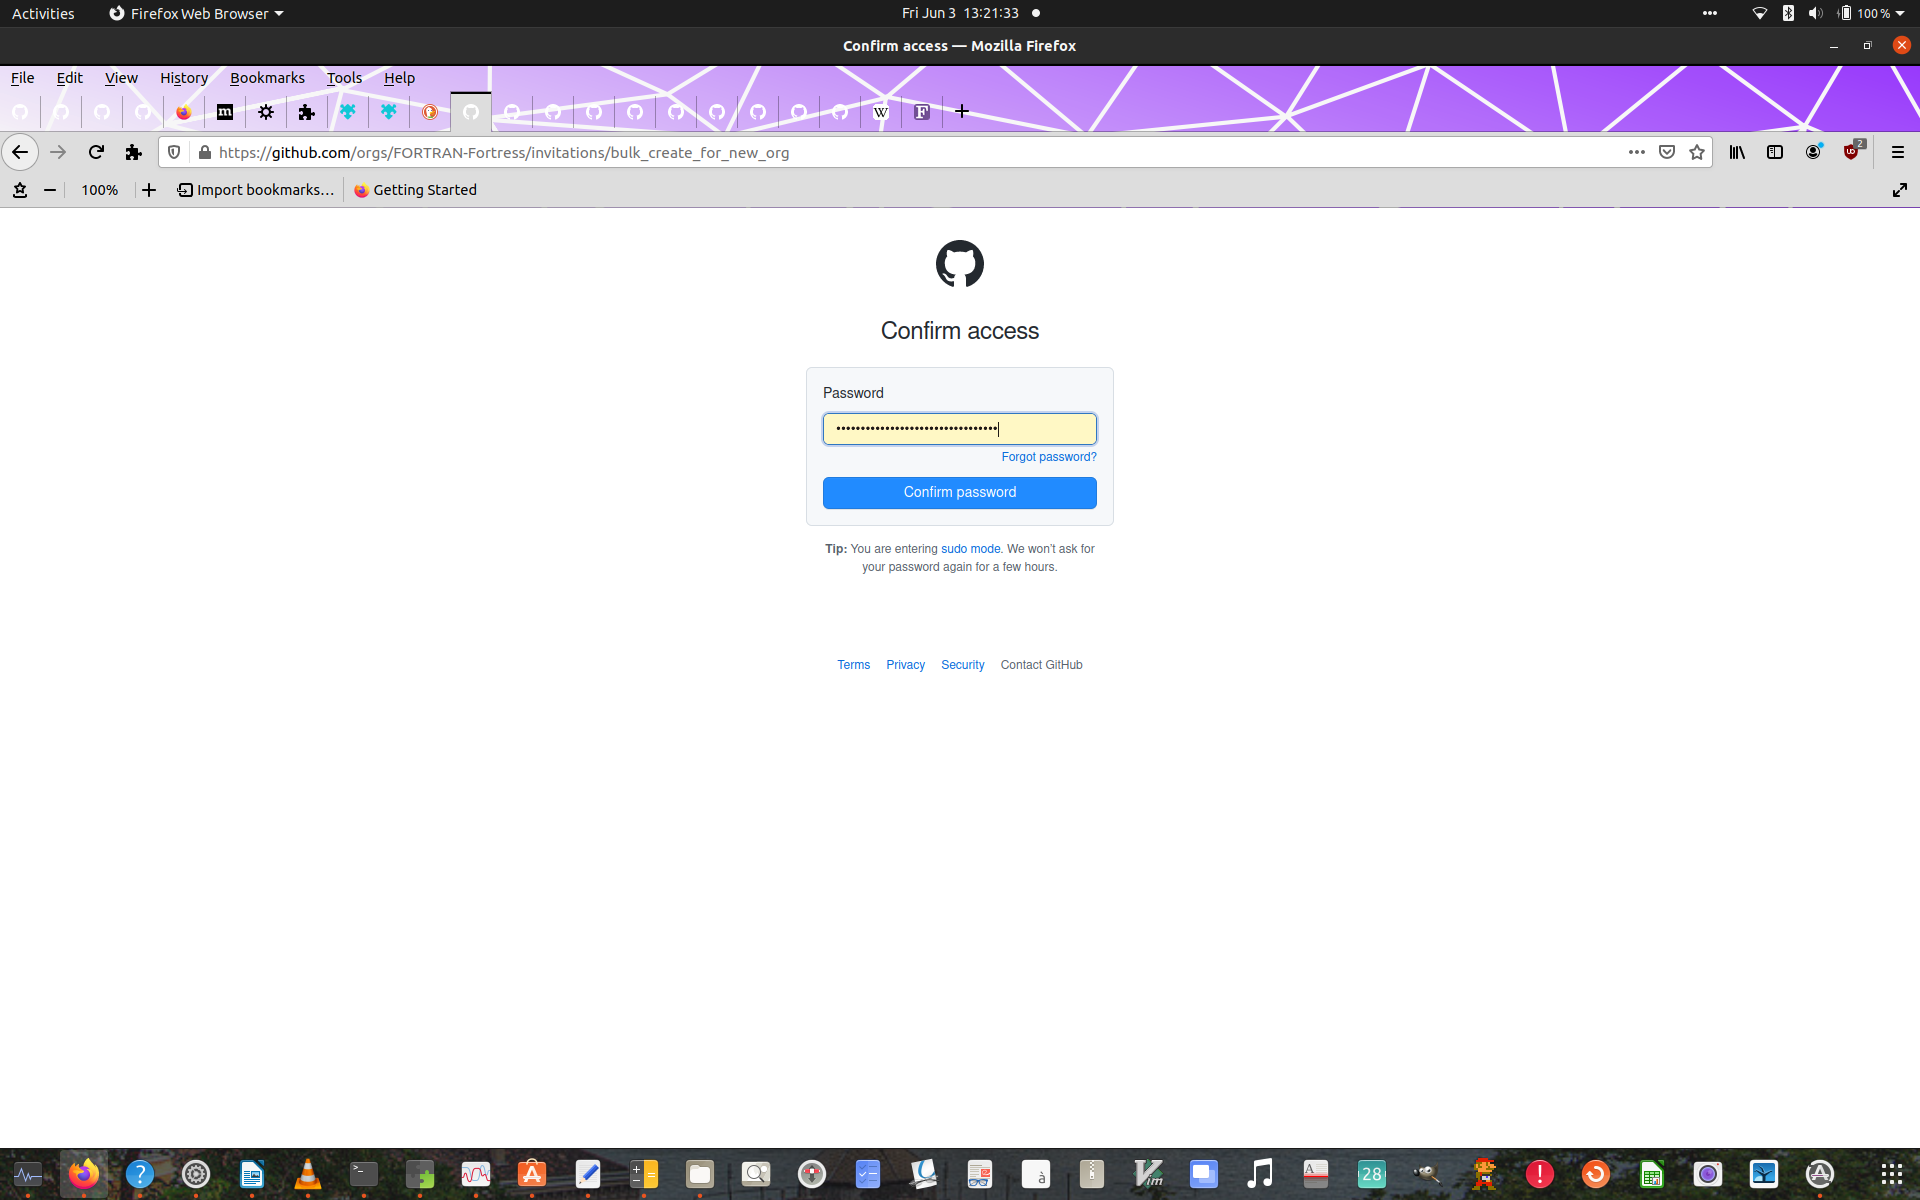 Activities
Firefox Web Browser
Fri Jun 3 13:21:33
100 %
Confirm access — Mozilla Firefox
File Edit View History Bookmarks Tools Help
m
W
F
https://github.com/orgs/FORTRAN-Fortress/invitations/bulk_create_for_new_org
2
100%
Import bookmarks…
Getting Started
Confirm access
Password
Forgot password?
Confirm password
Tip: You are entering sudo mode. We won't ask for
your password again for a few hours.
Terms Privacy Security Contact GitHub
?
>_
A
à
Vim
A
28
!
A